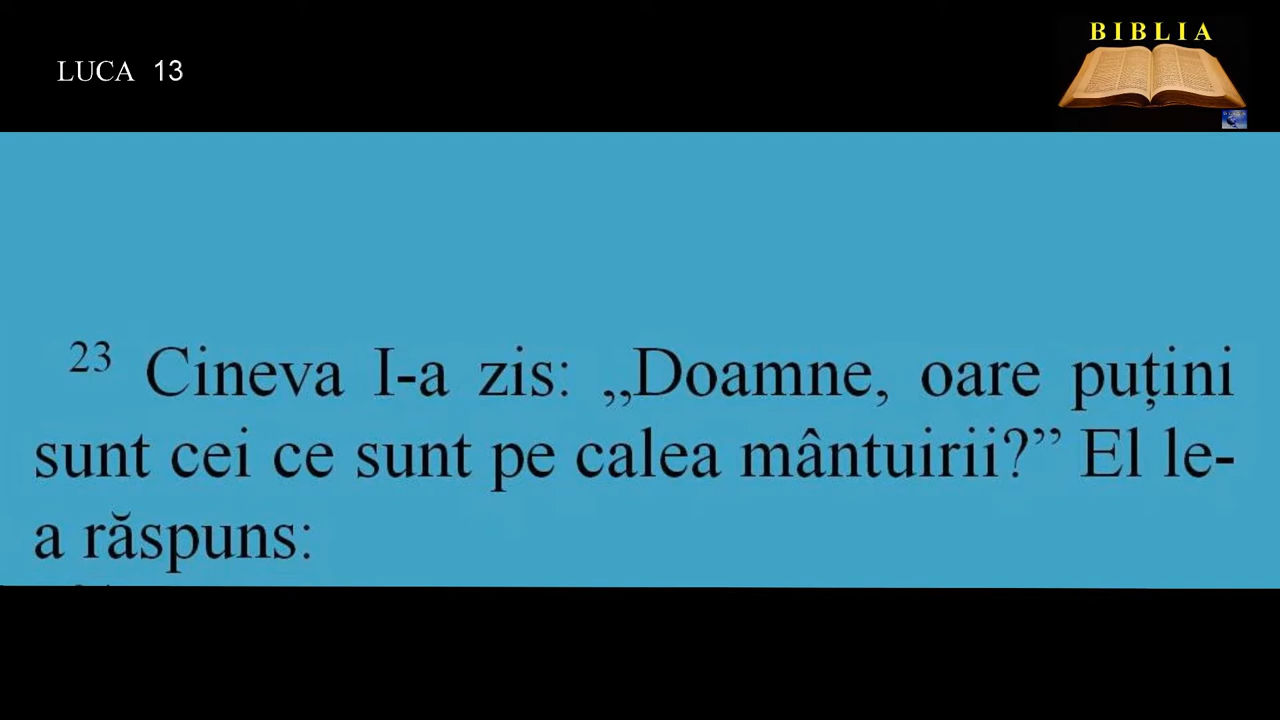 BIBLIA
LUCA 13
23 Cineva I-a zis: „Doamne, oare puțini
sunt cei ce sunt pe calea mântuirii?” El le-
a răspuns: